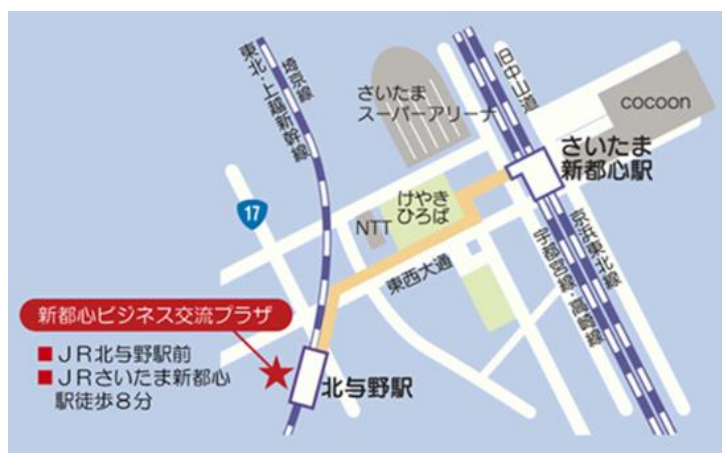 埼京線
東北・上越新幹線
さいたま
スーパーアリーナ
旧中山道
cocoon
さいたま
新都心駅
けやき
ひろば
NTT
17
東西大通
京浜東北線
宇都宮線・高崎線
新都心ビジネス交流プラザ
■ JR北与野駅前
■ JRさいたま新都心
駅徒歩8分
北与野駅